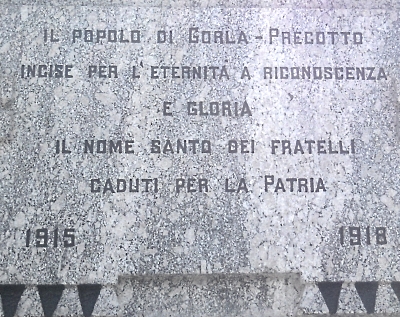 IL POPOLO DI GORLA-PRECOTTO
INCISE PER L'ETERNITÀ A RICONOSCENZA
E GLORIA
IL NOME SANTO DEI FRATELLI
CADUTI PER LA PATRIA
1915 1918